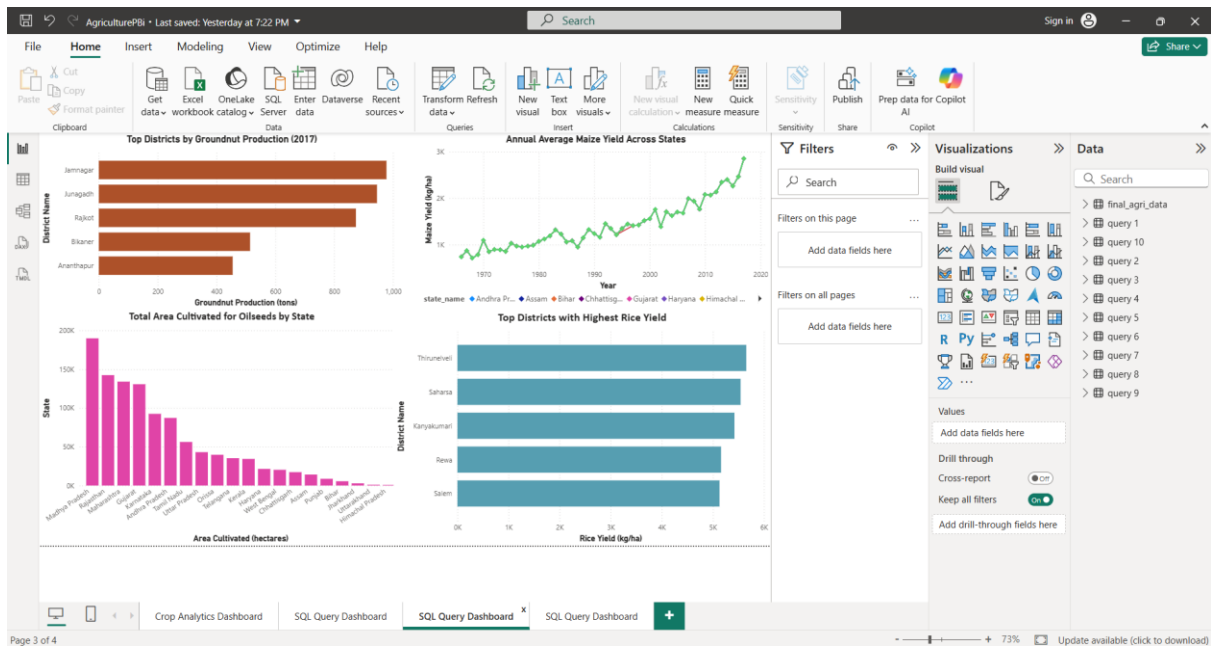 AgriculturePBi • Last saved: Yesterday at 7:22 PM
Search
Sign in
File Home Insert Modeling View Optimize Help
Share
Paste
Cut
Copy
Format painter
Clipboard
Get data
Excel workbook
OneLake catalog
SQL Server
Enter data
Dataverse
Recent sources
Data
Transform data
Refresh
Queries
New visual
Text box
More visuals
Insert
New visual calculation
New measure
Quick measure
Calculations
Sensitivity
Sensitivity
Publish
Share
Prep data for AI
Copilot
Copilot
Top Districts by Groundnut Production (2017)
District Name
Jamnagar
Junagadh
Rajkot
Bikaner
Ananthapur
0 200 400 600 800 1,000
Groundnut Production (tons)
Annual Average Maize Yield Across States
Maize Yield (kg/ha)
3K
2K
1K
1970 1980 1990 2000 2010 2020
Year
state_name Andhra Pr... Assam Bihar Chhattisg... Gujarat Haryana Himachal ...
Total Area Cultivated for Oilseeds by State
State
200K
150K
100K
50K
0K
Madhya Pradesh
Rajasthan
Maharashtra
Gujarat
Karnataka
Andhra Pradesh
Tamil Nadu
Uttar Pradesh
Orissa
Telangana
Kerala
Haryana
West Bengal
Chhattisgarh
Assam
Punjab
Bihar
Jharkhand
Uttarakhand
Himachal Pradesh
Area Cultivated (hectares)
Top Districts with Highest Rice Yield
District Name
Thirunelveli
Saharsa
Kanyakumari
Rewa
Salem
0K 1K 2K 3K 4K 5K 6K
Rice Yield (kg/ha)
Filters
Search
Filters on this page ...
Add data fields here
Filters on all pages ...
Add data fields here
Visualizations
Build visual
123
R Py
...
Values
Add data fields here
Drill through
Cross-report Off
Keep all filters On
Add drill-through fields here
Data
Search
final_agri_data
query 1
query 10
query 2
query 3
query 4
query 5
query 6
query 7
query 8
query 9
Crop Analytics Dashboard
SQL Query Dashboard
SQL Query Dashboard x
SQL Query Dashboard
+
Page 3 of 4
- + 73%
Update available (click to download)